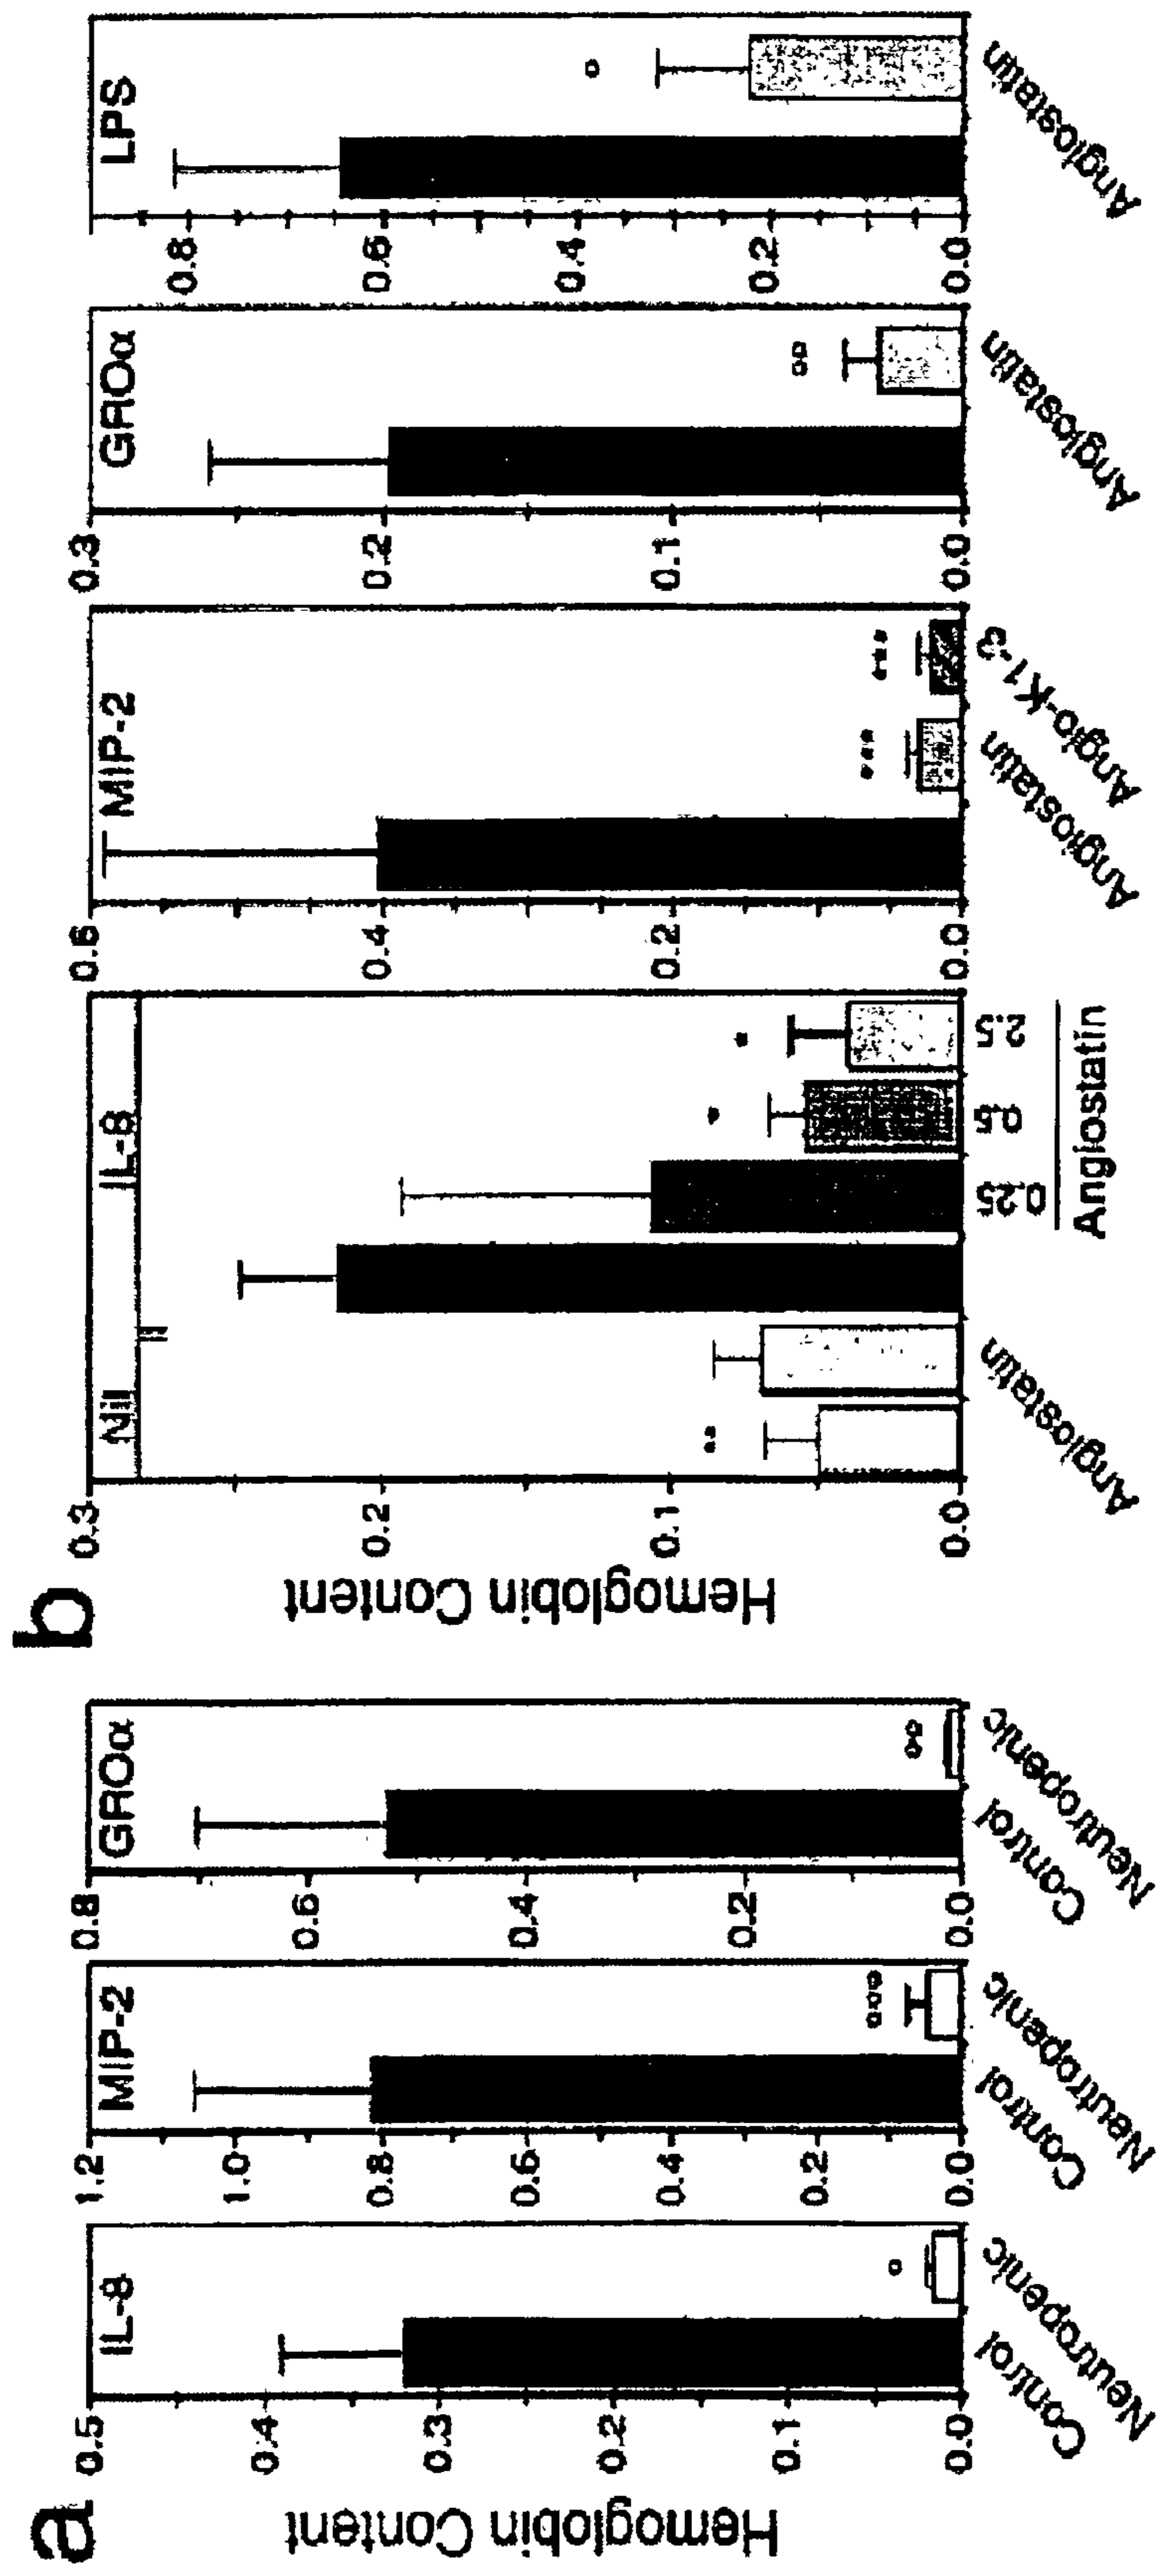 a
Hemoglobin Content
IL-8
0.5
0.4
0.3
0.2
0.1
0.0
Control
Neutropenic
MIP-2
1.2
1.0
0.8
0.6
0.4
0.2
0.0
Control
Neutropenic
GROα
0.8
0.6
0.4
0.2
0.0
Control
Neutropenic
b
Hemoglobin Content
Nil
IL-8
0.3
0.2
0.1
0.0
Angiostatin
0.25
0.5
2.5
Angiostatin
MIP-2
0.6
0.4
0.2
0.0
Angiostatin
Angio-K1-3
GROα
0.3
0.2
0.1
0.0
Angiostatin
LPS
0.8
0.6
0.4
0.2
0.0
Angiostatin